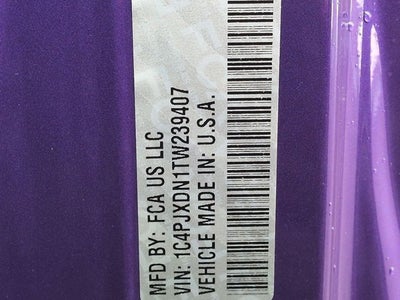 MFD BY: FCA US LLC
VIN: 1C4PJXDN1TW239407
VEHICLE MADE IN: U.S.A.